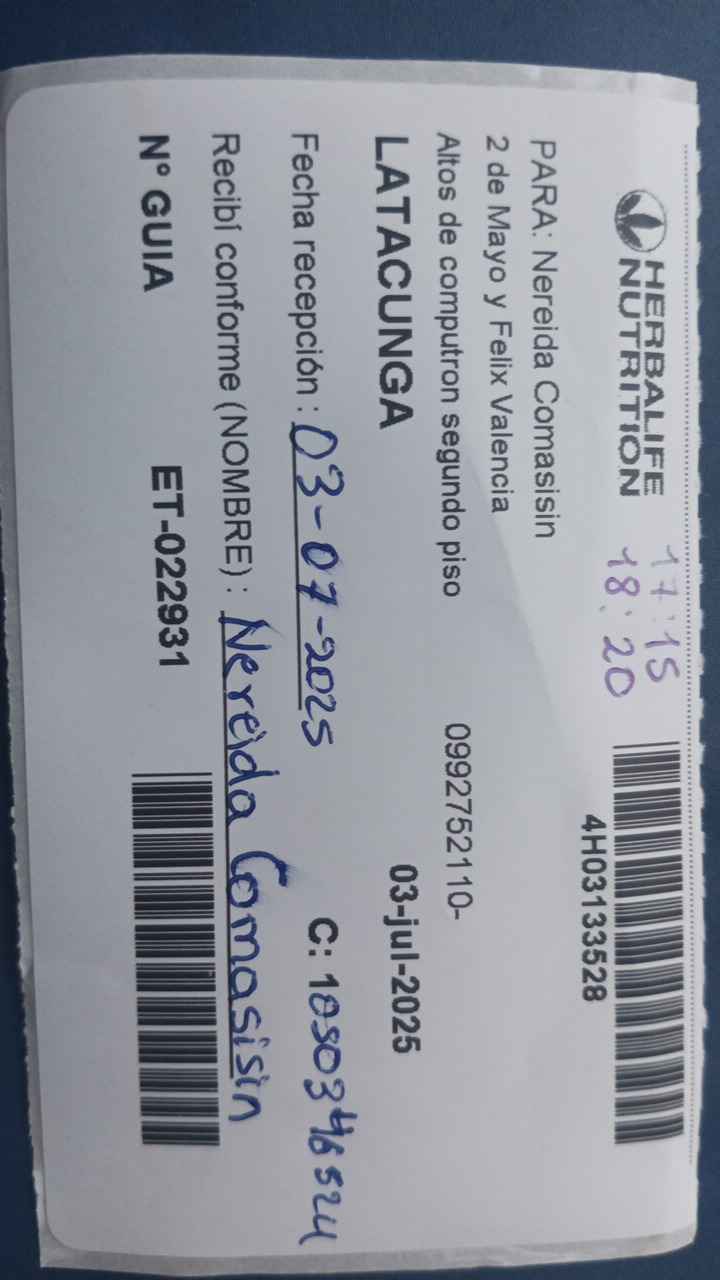 HERBALIFE
NUTRITION
17:15
18:20
4H03133528
PARA: Nereida Comasisin
2 de Mayo y Felix Valencia
Altos de computron segundo piso 0992752110-
LATACUNGA 03-jul-2025
Fecha recepción : 03-07-2025 C:
Recibí conforme (NOMBRE) : Nereida Comasisin
N° GUIA ET-022931